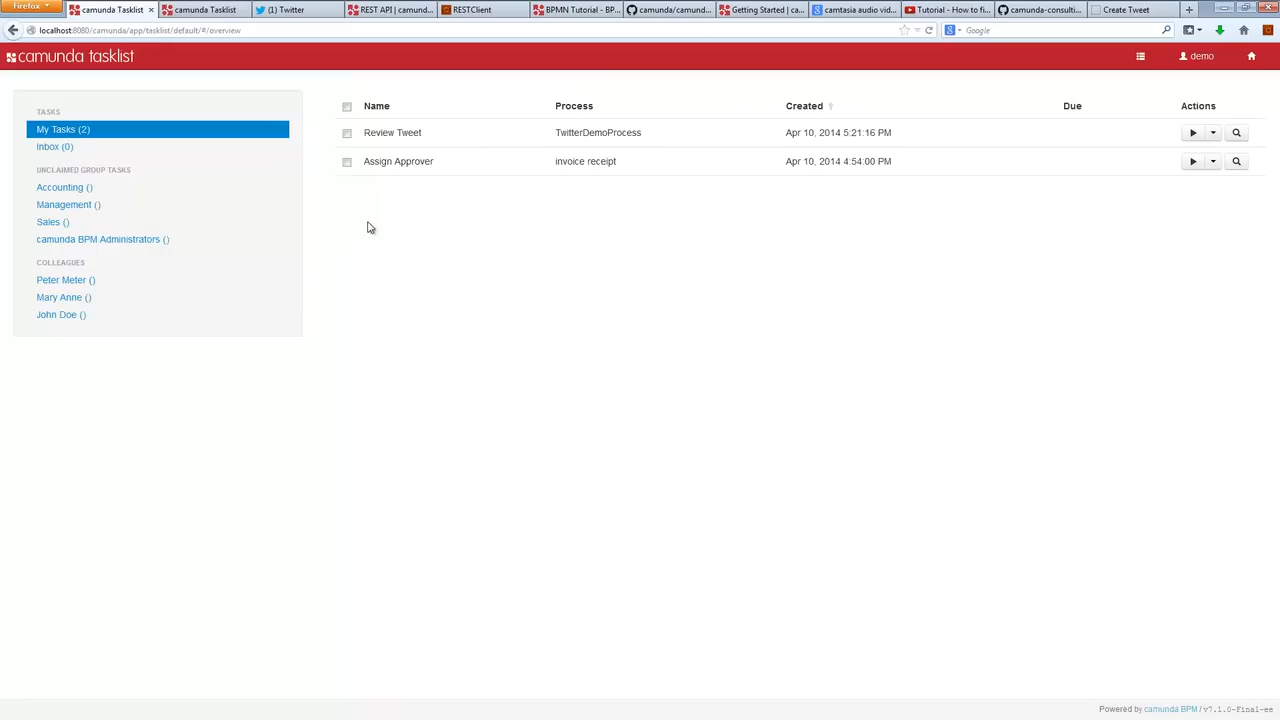 Firefox
camunda Tasklist
camunda Tasklist
(1) Twitter
REST API | camund...
RESTClient
BPMN Tutorial - BP...
camunda/camund...
Getting Started | ca...
camtasia audio vid...
Tutorial - How to fi...
camunda-consulti...
Create Tweet
localhost:8080/camunda/app/tasklist/default/#/overview
Google
camunda tasklist
demo
TASKS
My Tasks (2)
Inbox (0)
UNCLAIMED GROUP TASKS
Accounting ()
Management ()
Sales ()
camunda BPM Administrators ()
COLLEAGUES
Peter Meter ()
Mary Anne ()
John Doe ()
Name Process Created Due Actions
Review Tweet TwitterDemoProcess Apr 10, 2014 5:21:16 PM
Assign Approver invoice receipt Apr 10, 2014 4:54:00 PM
Powered by camunda BPM / v7.1.0-Final-ee